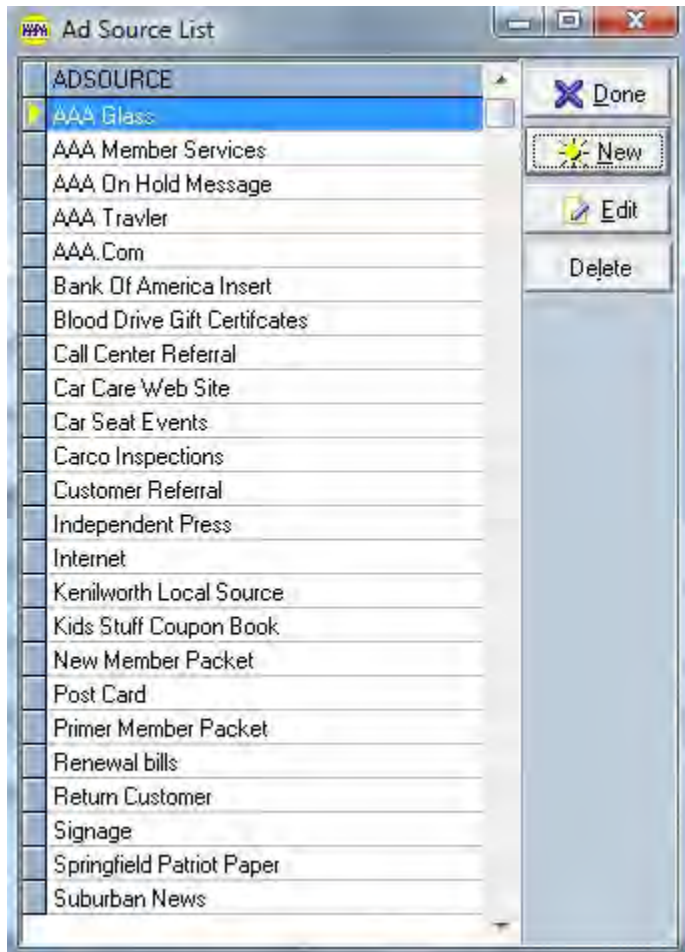 Ad Source List
ADSOURCE
AAA Glass
AAA Member Services
AAA On Hold Message
AAA Travler
AAA.Com
Bank Of America Insert
Blood Drive Gift Certifcates
Call Center Referral
Car Care Web Site
Car Seat Events
Carco Inspections
Customer Referral
Independent Press
Internet
Kenilworth Local Source
Kids Stuff Coupon Book
New Member Packet
Post Card
Primer Member Packet
Renewal bills
Return Customer
Signage
Springfield Patriot Paper
Suburban News
Done
New
Edit
Delete